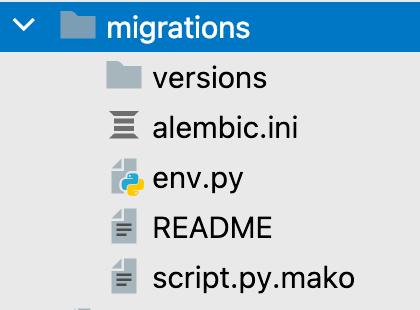 migrations
versions
alembic.ini
env.py
README
script.py.mako